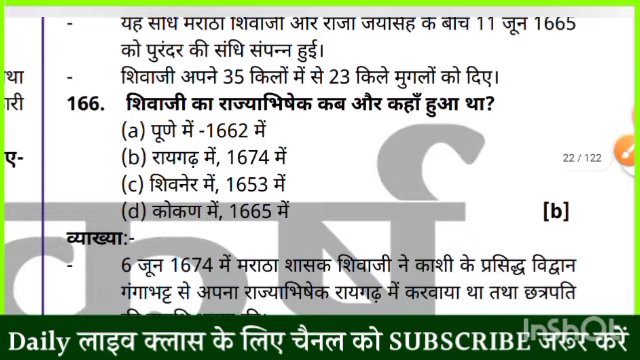 - यह संधि मराठा शिवाजी और राजा जयसिंह के बीच 11 जून 1665
को पुरंदर की संधि संपन्न हुई।
था
- शिवाजी अपने 35 किलों में से 23 किले मुगलों को दिए।
ारी
166. शिवाजी का राज्याभिषेक कब और कहाँ हुआ था?
(a) पूणे में -1662 में
ए-
(b) रायगढ़ में, 1674 में
22 / 122
(c) शिवनेर में, 1653 में
(d) कोकण में, 1665 में [b]
व्याख्या:-
- 6 जून 1674 में मराठा शासक शिवाजी ने काशी के प्रसिद्ध विद्वान
गंगाभट्ट से अपना राज्याभिषेक रायगढ़ में करवाया था तथा छत्रपति
InShOt
Daily लाइव क्लास के लिए चैनल को SUBSCRIBE जरूर करें